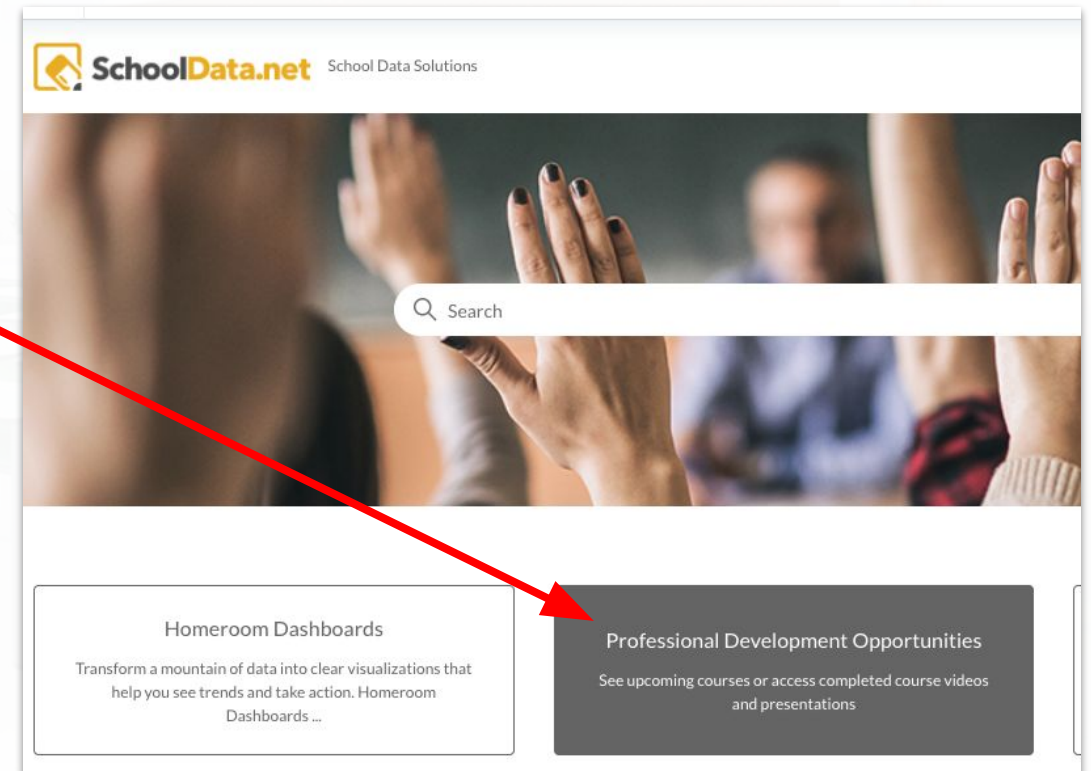 SchoolData.net School Data Solutions
Search
Homeroom Dashboards
Transform a mountain of data into clear visualizations that
help you see trends and take action. Homeroom
Dashboards ...
Professional Development Opportunities
See upcoming courses or access completed course videos
and presentations